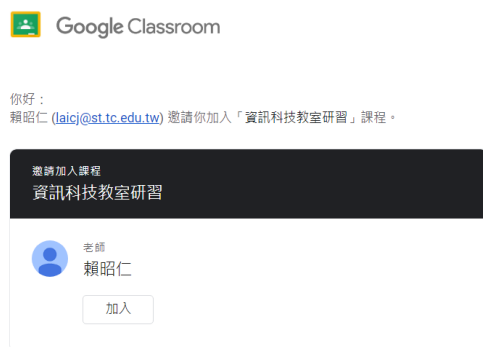 Google Classroom
你好：
賴昭仁 (laicj@st.tc.edu.tw) 邀請你加入「資訊科技教室研習」課程。
邀請加入課程
資訊科技教室研習
老師
賴昭仁
加入